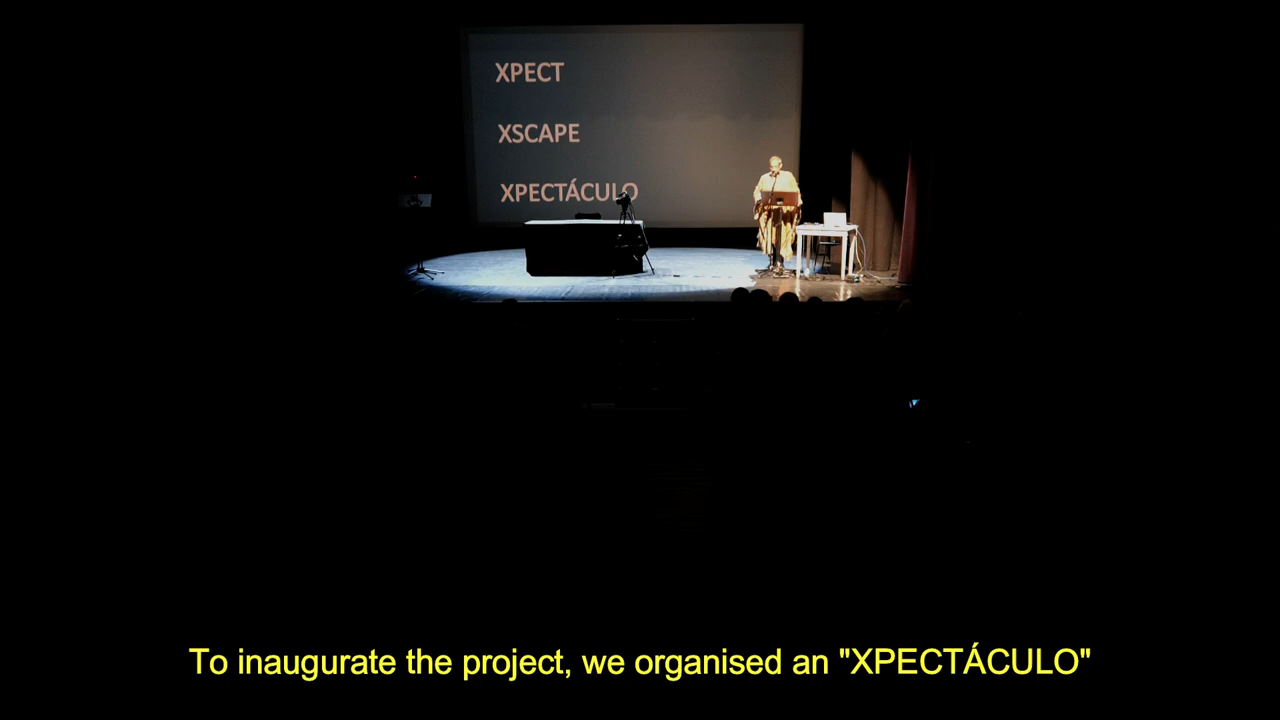 XPECT
XSCAPE
XPECTÁCULO
To inaugurate the project, we organised an "XPECTÁCULO"